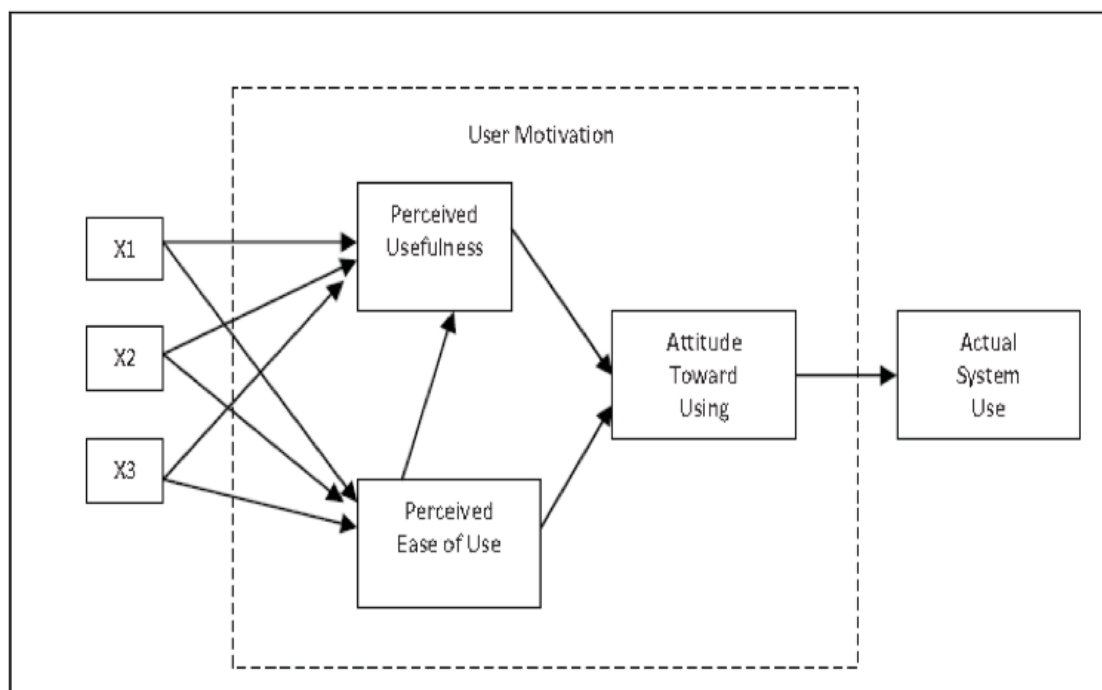 User Motivation
X1
X2
X3
Perceived
Usefulness
Perceived
Ease of Use
Attitude
Toward
Using
Actual
System
Use